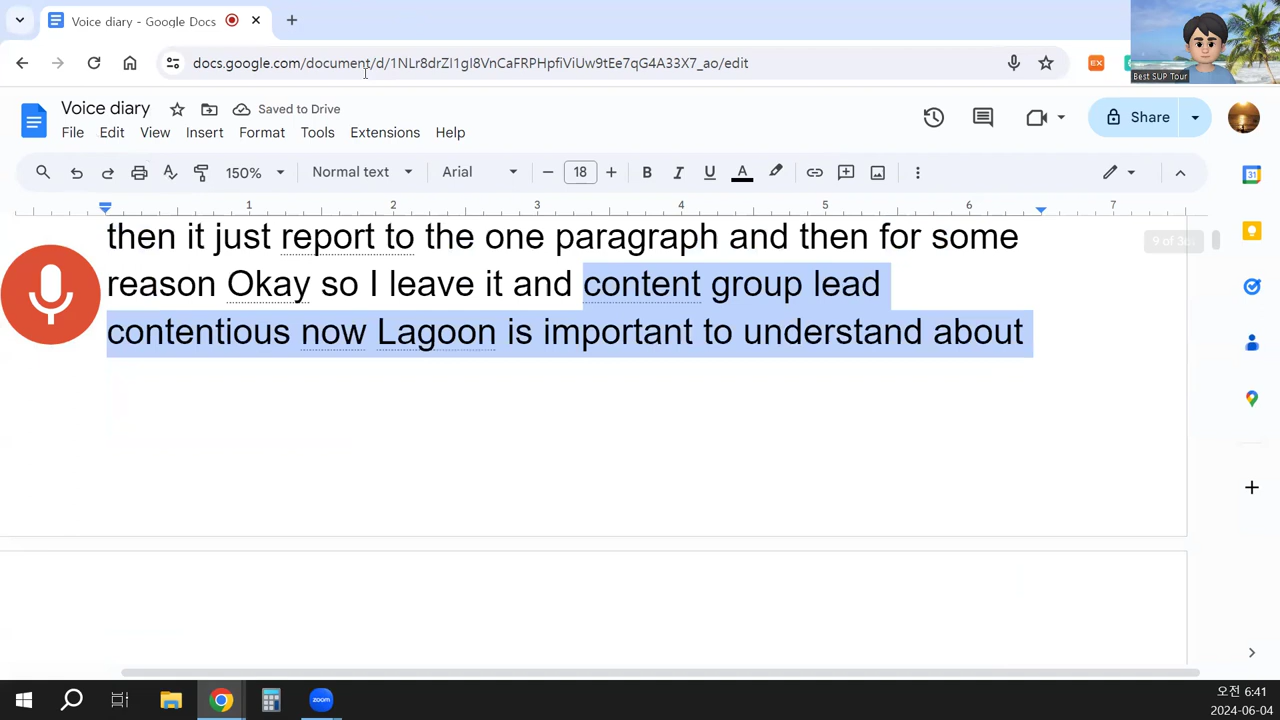 Voice diary - Google Docs
docs.google.com/document/d/1NLr8drZI1gI8VnCaFRPHpfiViUw9tEe7qG4A33X7_ao/edit
EX
Best SUP Tour
Voice diary
Saved to Drive
File Edit View Insert Format Tools Extensions Help
Share
150% Normal text Arial 18 B I U A
1 2 3 4 5 6 7
31
then it just report to the one paragraph and then for some
reason Okay so I leave it and content group lead
contentious now Lagoon is important to understand about
zoom
오전 6:41
2024-06-04